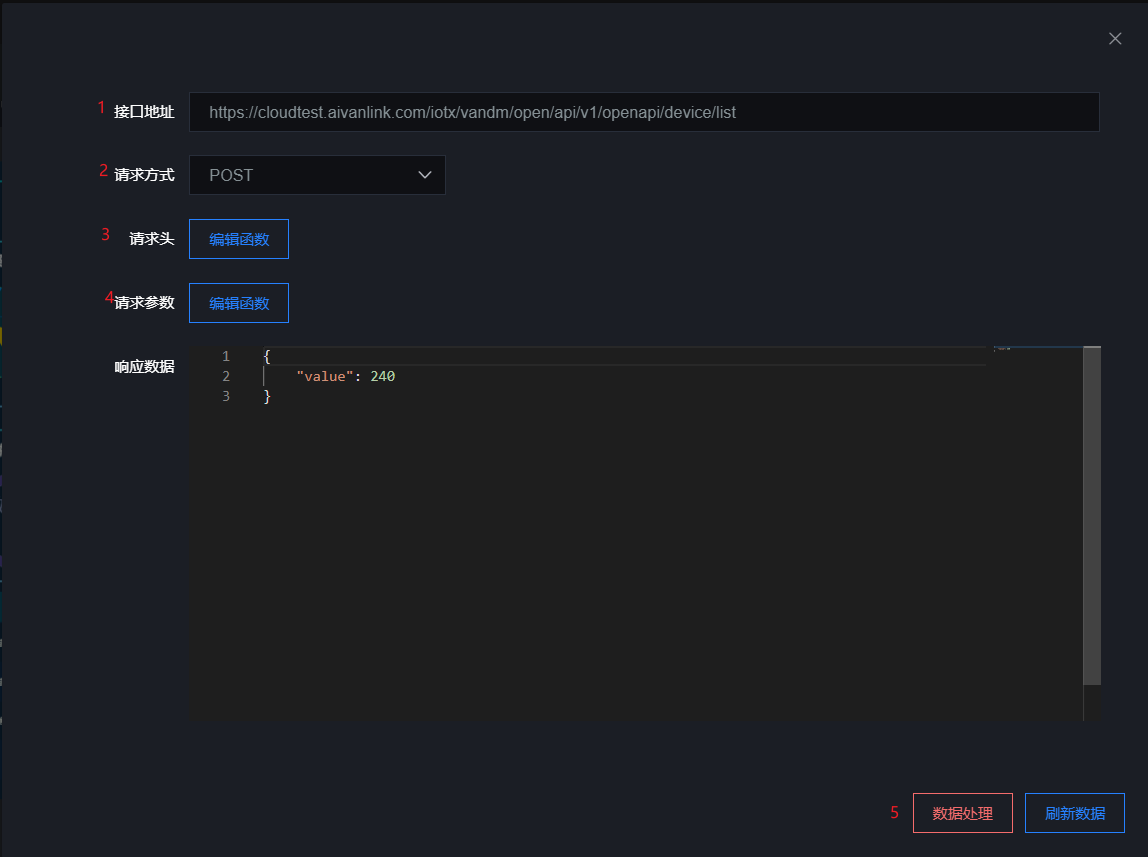 1 接口地址 https://cloudtest.aivanlink.com/iotx/vandm/open/api/v1/openapi/device/list
2 请求方式 POST
3 请求头 编辑函数
4 请求参数 编辑函数
响应数据 1 {
2 "value": 240
3 }
5 数据处理 刷新数据